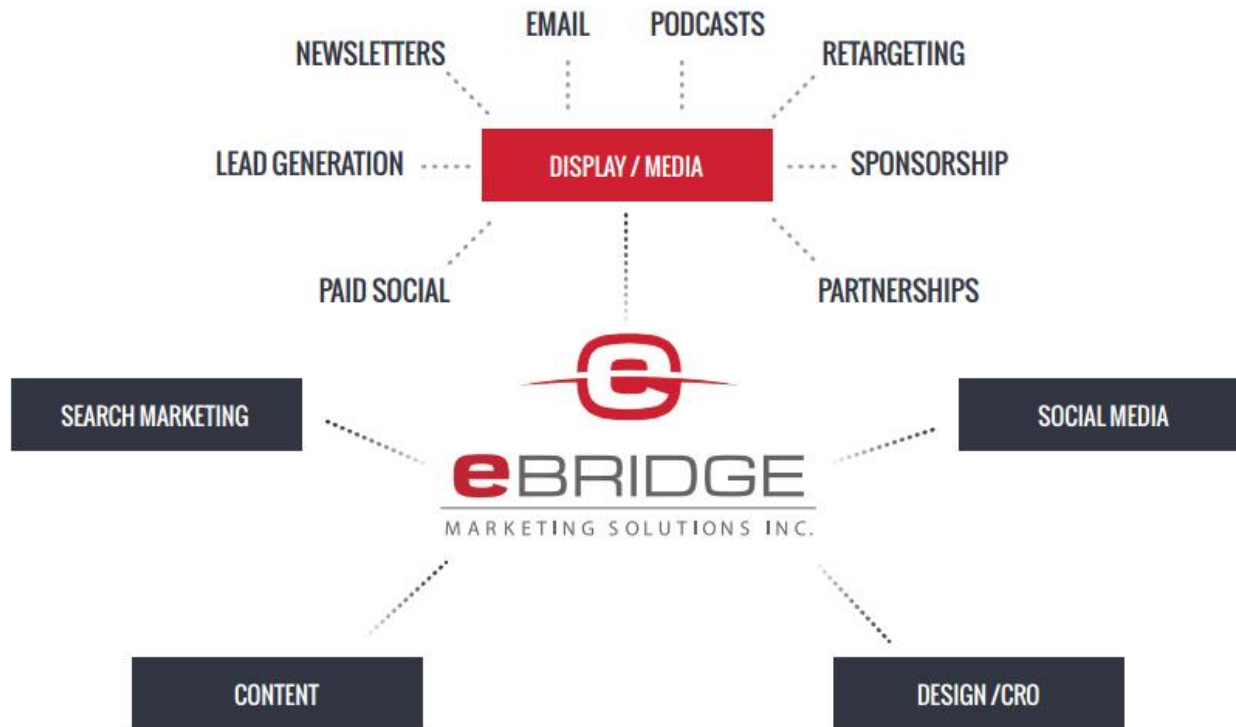 EMAIL
PODCASTS
NEWSLETTERS
RETARGETING
LEAD GENERATION
DISPLAY / MEDIA
SPONSORSHIP
PAID SOCIAL
PARTNERSHIPS
e
SEARCH MARKETING
SOCIAL MEDIA
eBRIDGE
MARKETING SOLUTIONS INC.
CONTENT
DESIGN /CRO